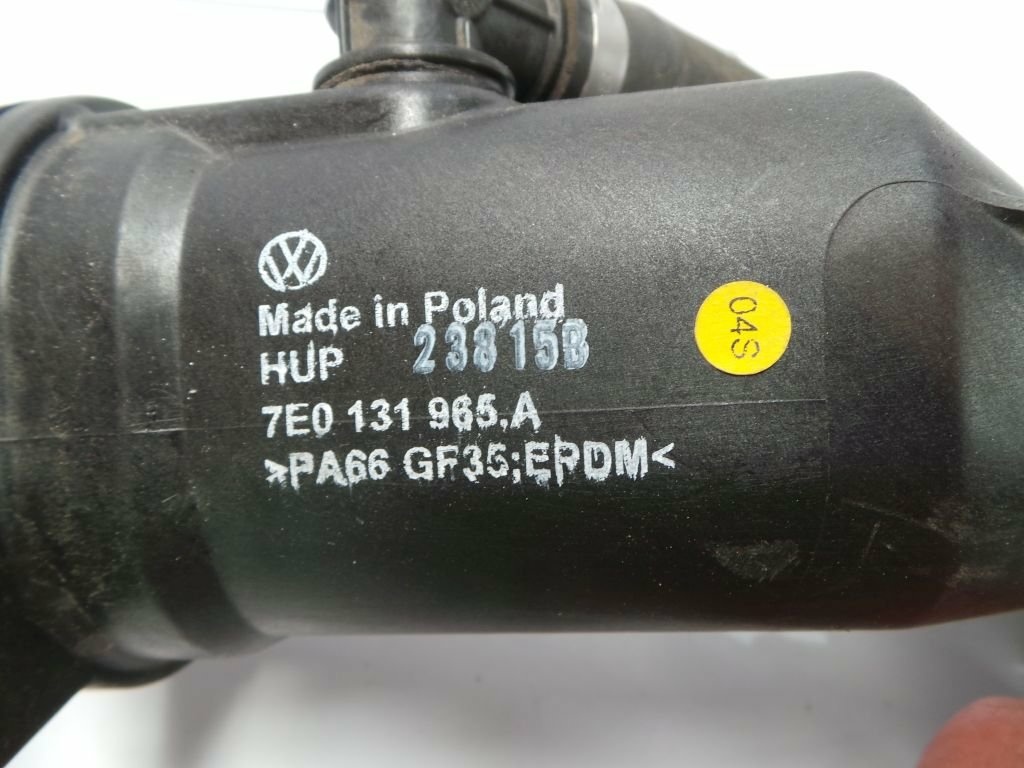 Made in Poland
HUP 23815B
7E0 131 965.A
>PA66 GF35;EPDM<
04S